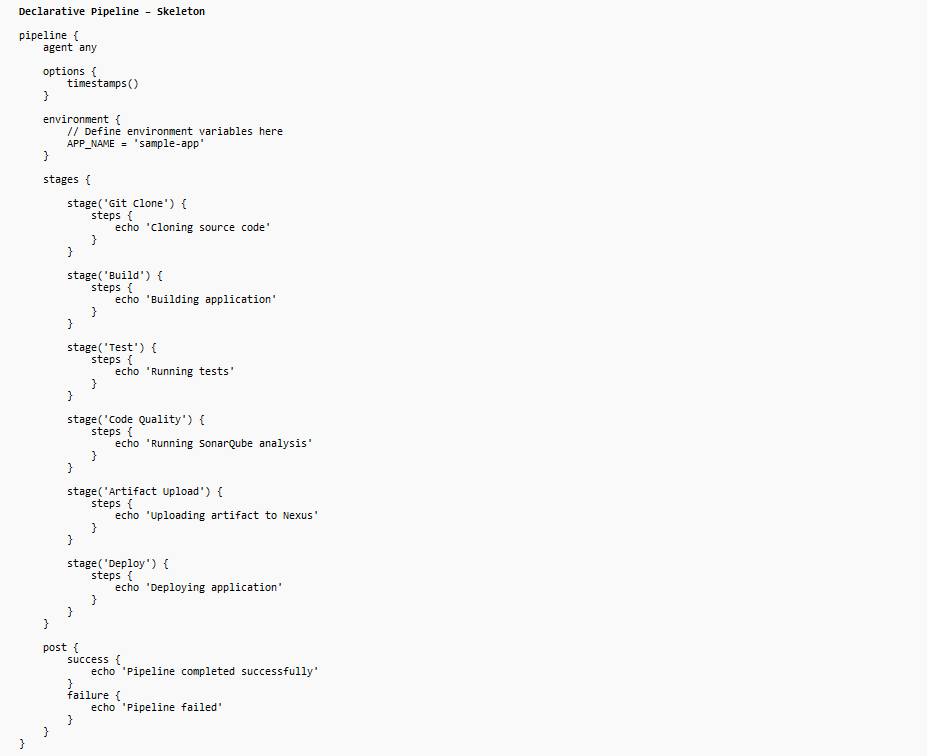 Declarative Pipeline – Skeleton
pipeline {
    agent any
    options {
        timestamps()
    }
    environment {
        // Define environment variables here
        APP_NAME = 'sample-app'
    }
    stages {
        stage('Git Clone') {
            steps {
                echo 'Cloning source code'
            }
        }
        stage('Build') {
            steps {
                echo 'Building application'
            }
        }
        stage('Test') {
            steps {
                echo 'Running tests'
            }
        }
        stage('Code Quality') {
            steps {
                echo 'Running SonarQube analysis'
            }
        }
        stage('Artifact Upload') {
            steps {
                echo 'Uploading artifact to Nexus'
            }
        }
        stage('Deploy') {
            steps {
                echo 'Deploying application'
            }
        }
    }
    post {
        success {
            echo 'Pipeline completed successfully'
        }
        failure {
            echo 'Pipeline failed'
        }
    }
}